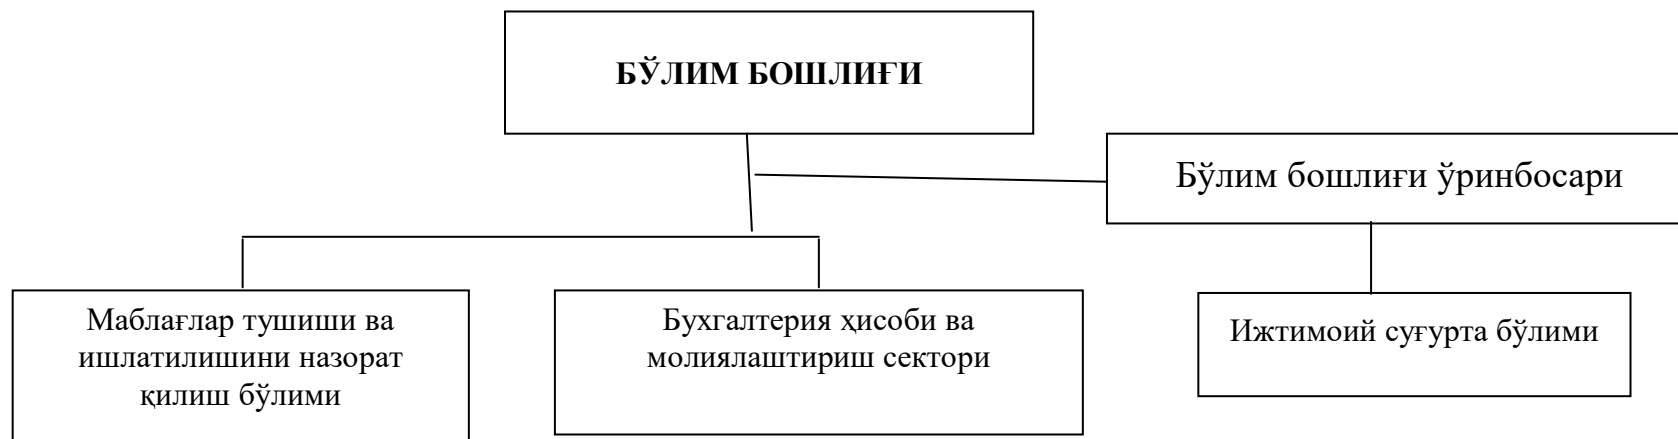 БЎЛИМ БОШЛИҒИ
Бўлим бошлиғи ўринбосари
Маблағлар тушиши ва
ишлатилишини назорат
қилиш бўлими
Бухгалтерия ҳисоби ва
молиялаштириш сектори
Ижтимоий суғурта бўлими